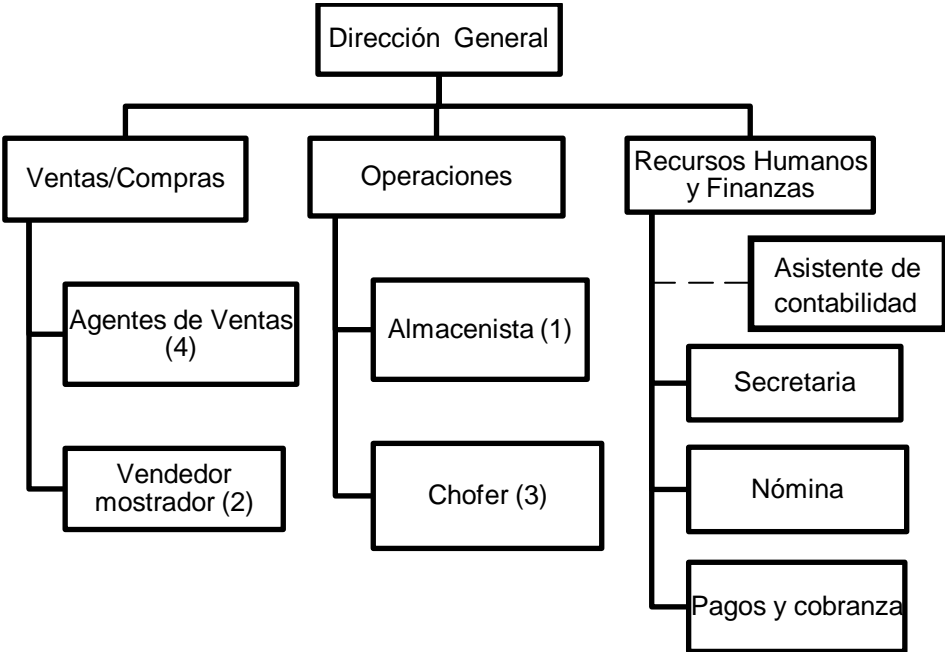 Dirección General
Ventas/Compras
Operaciones
Recursos Humanos
y Finanzas
Asistente de
contabilidad
Agentes de Ventas
(4)
Almacenista (1)
Secretaria
Vendedor
mostrador (2)
Chofer (3)
Nómina
Pagos y cobranza